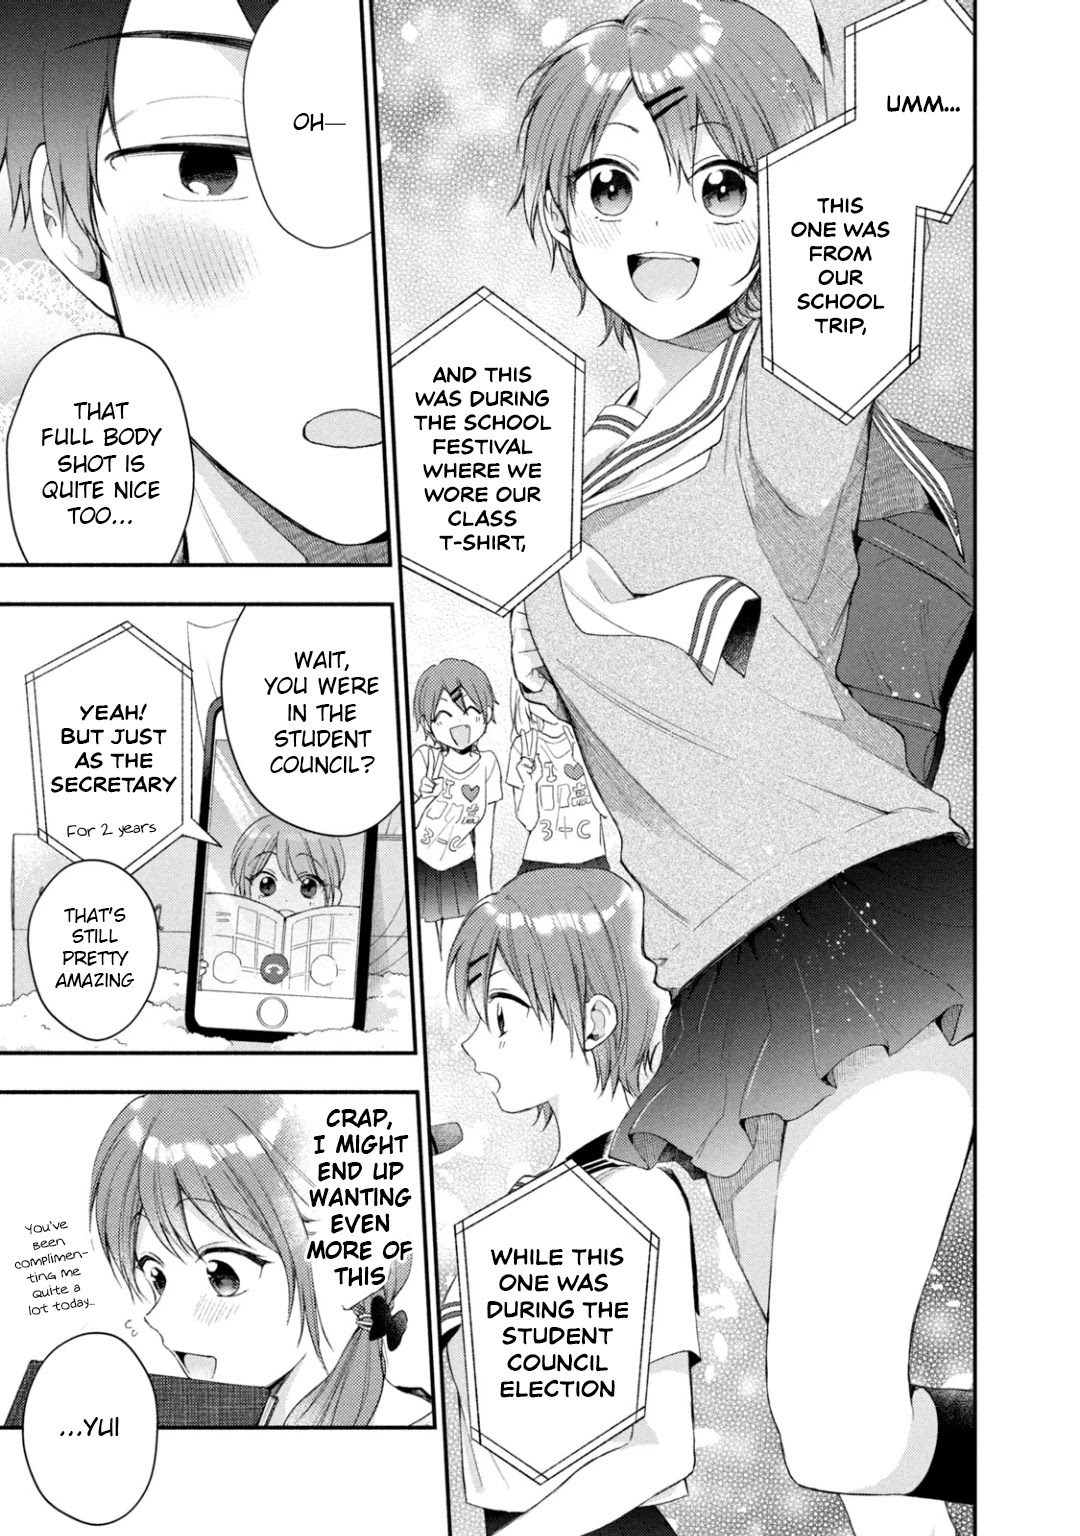 UMM...
THIS
ONE WAS
FROM
OUR
SCHOOL
TRIP,
AND THIS
WAS DURING
THE SCHOOL
FESTIVAL
WHERE WE
WORE OUR
CLASS
T-SHIRT,
I ♥
高
3-C
I ♥
高
3-C
WHILE THIS
ONE WAS
DURING THE
STUDENT
COUNCIL
ELECTION
OH—
THAT
FULL BODY
SHOT IS
QUITE NICE
TOO...
WAIT,
YOU WERE
IN THE
STUDENT
COUNCIL?
YEAH!
BUT JUST
AS THE
SECRETARY
For 2 years
THAT'S
STILL
PRETTY
AMAZING
CRAP,
I MIGHT
END UP
WANTING
EVEN
MORE OF
THIS
You've
been
complimen-
ting me
quite a
lot today...
...YUI